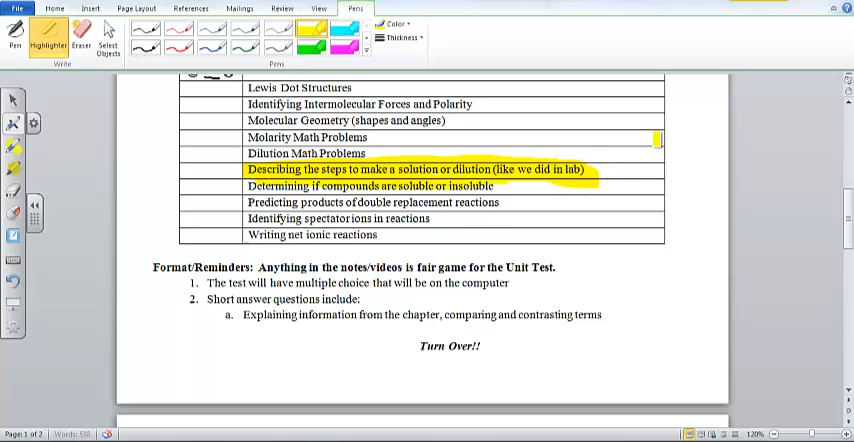 File Home Insert Page Layout References Mailings Review View Pens
Pen Highlighter Eraser Select Objects
Color
Thickness
Write Pens
Lewis Dot Structures
Identifying Intermolecular Forces and Polarity
Molecular Geometry (shapes and angles)
Molarity Math Problems
Dilution Math Problems
Describing the steps to make a solution or dilution (like we did in lab)
Determining if compounds are soluble or insoluble
Predicting products of double replacement reactions
Identifying spectator ions in reactions
Writing net ionic reactions
Format/Reminders: Anything in the notes/videos is fair game for the Unit Test.
1. The test will have multiple choice that will be on the computer
2. Short answer questions include:
a. Explaining information from the chapter, comparing and contrasting terms
Turn Over!!
Page: 1 of 2 Words: 538 120%